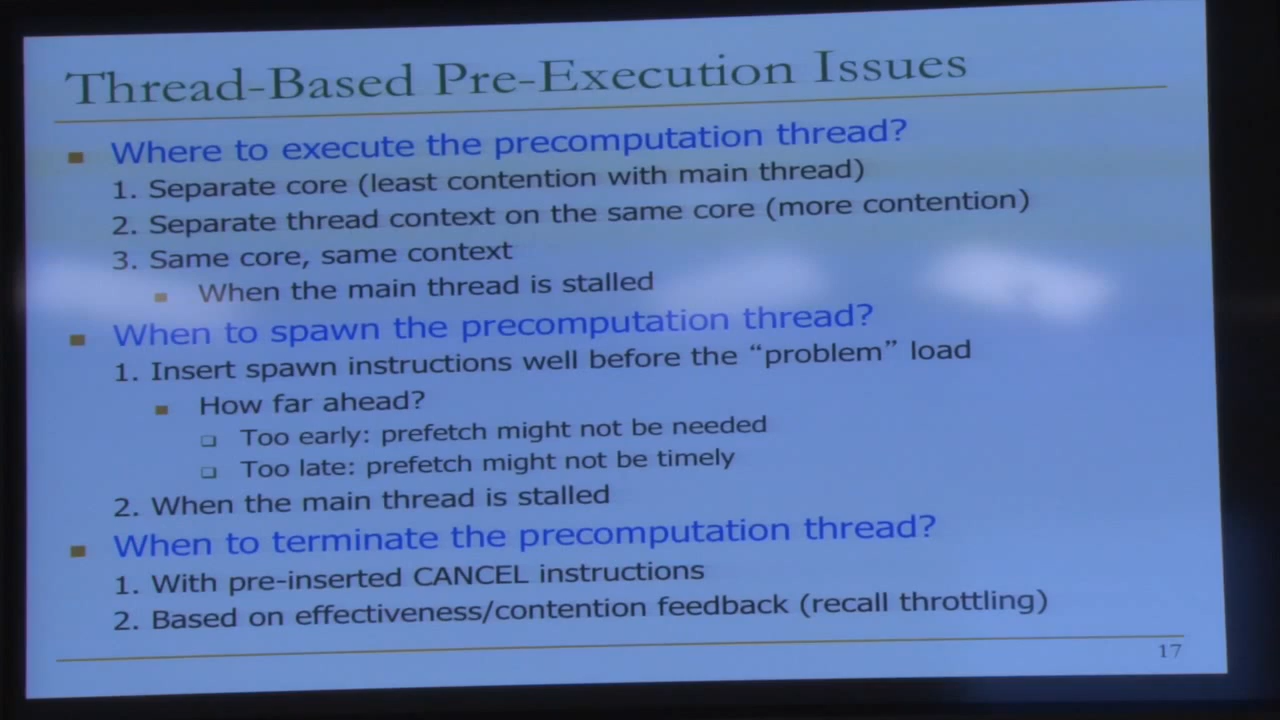 Thread-Based Pre-Execution Issues
Where to execute the precomputation thread?
1. Separate core (least contention with main thread)
2. Separate thread context on the same core (more contention)
3. Same core, same context
When the main thread is stalled
When to spawn the precomputation thread?
1. Insert spawn instructions well before the “problem” load
How far ahead?
Too early: prefetch might not be needed
Too late: prefetch might not be timely
2. When the main thread is stalled
When to terminate the precomputation thread?
1. With pre-inserted CANCEL instructions
2. Based on effectiveness/contention feedback (recall throttling)
17